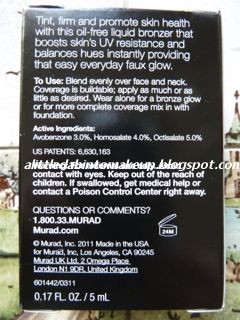 Tint, firm and promote skin health
with this oil-free liquid bronzer that
boosts skin's UV resistance and
balances hues instantly providing
that easy everyday faux glow.
To Use: Blend evenly over face and neck.
Coverage is buildable; apply as much or as
little as desired. Wear alone for a bronze glow
or for more complete coverage mix in with
foundation.
Active Ingredients:
Avobenzone 3.0%, Homosalate 4.0%, Octisalate 5.0%
US PATENTS: 6,630,163
alittledabintomakeup.blogspot.com
contact with eyes. Keep out of the reach of
children. If swallowed, get medical help or
contact a Poison Control Center right away.
QUESTIONS OR COMMENTS?
1.800.33.MURAD
Murad.com
24M
© Murad, Inc. 2011 Made in the USA
for Murad, Inc, Los Angeles, CA 90245
Murad UK Ltd. 2 Omega Place
London N1 9DR, United Kingdom
601442/0311
0.17 FL. OZ. / 5 mL